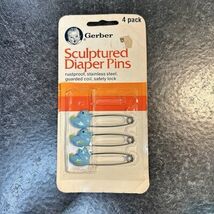 4 pack
Gerber
Sculptured
Diaper Pins
rustproof, stainless steel,
guarded coil, safety lock